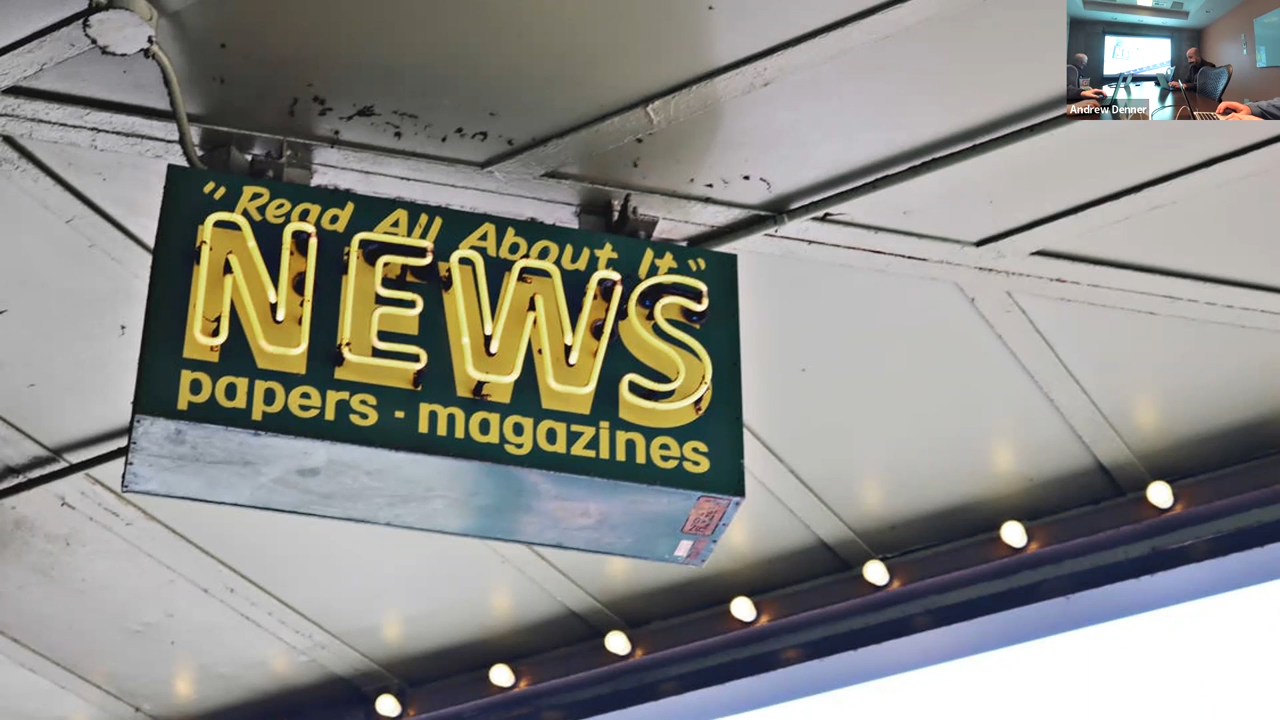 "Read All About It"
NEWS
papers · magazines
Andrew Denner